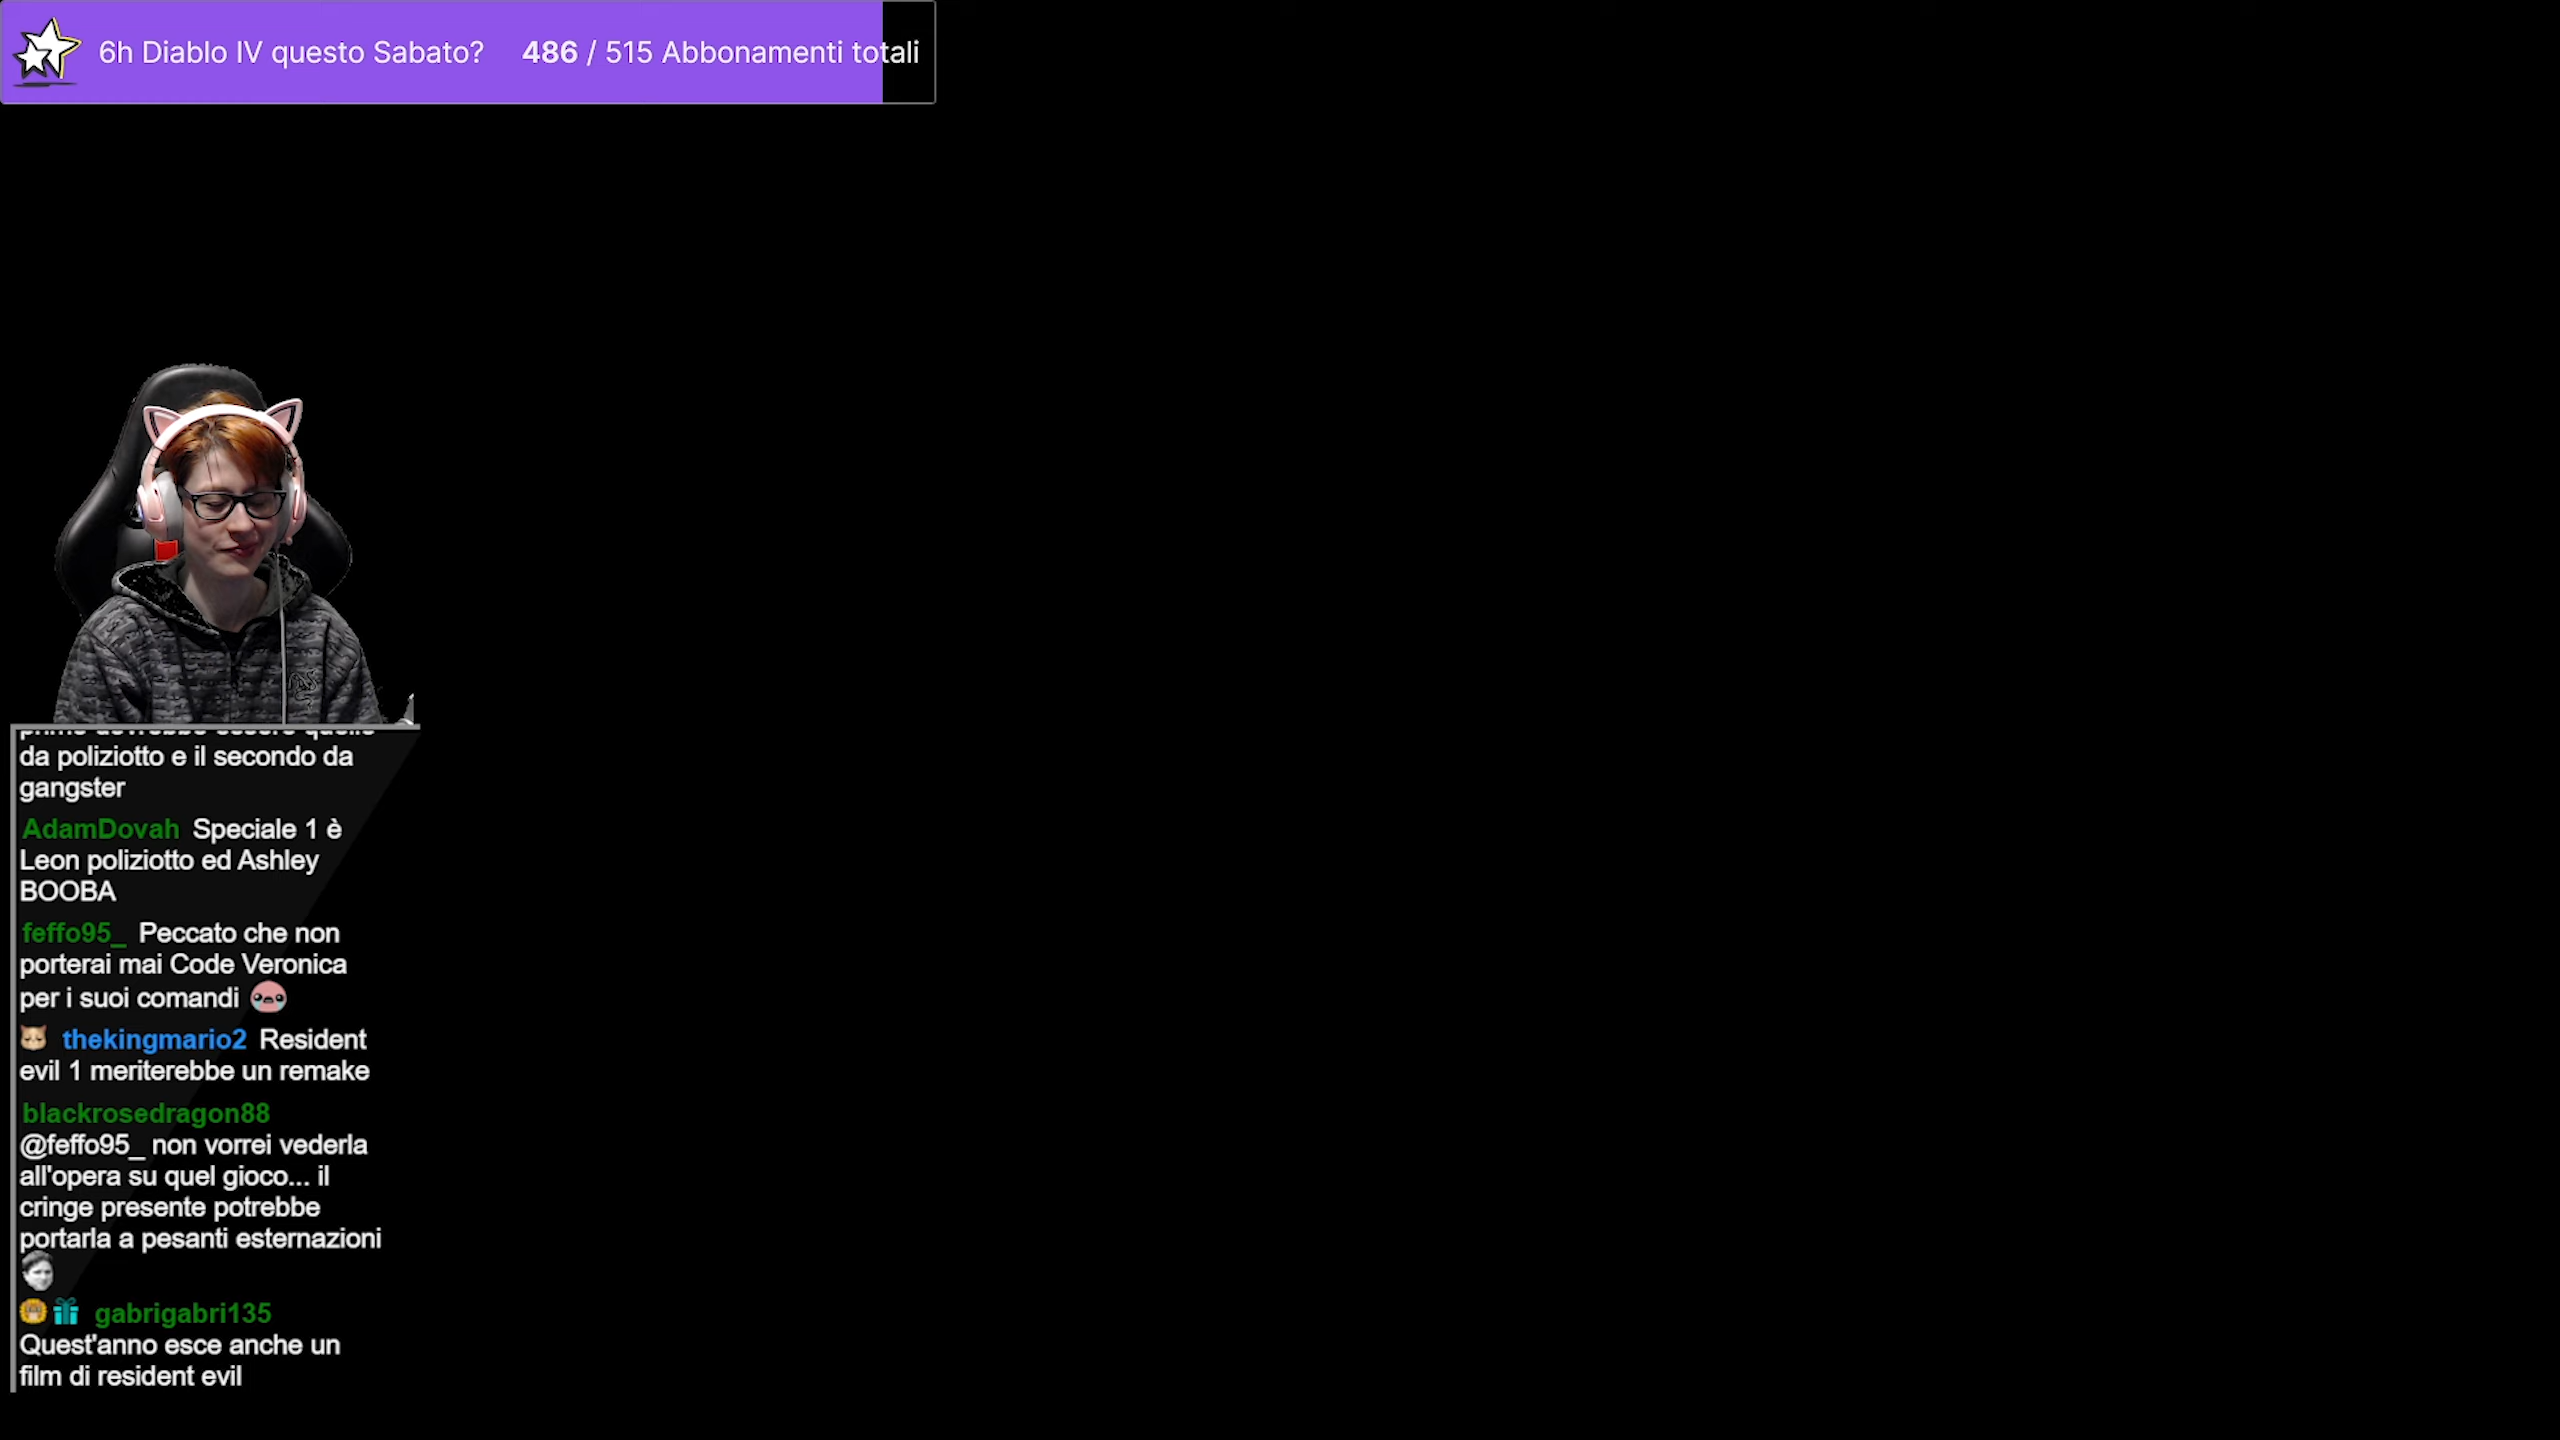 6h Diablo IV questo Sabato? 486 / 515 Abbonamenti totali
da poliziotto e il secondo da
gangster
AdamDovah Speciale 1 è
Leon poliziotto ed Ashley
BOOBA
feffo95_ Peccato che non
porterai mai Code Veronica
per i suoi comandi
thekingmario2 Resident
evil 1 meriterebbe un remake
blackrosedragon88
@feffo95_ non vorrei vederla
all'opera su quel gioco... il
cringe presente potrebbe
portarla a pesanti esternazioni
gabrigabri135
Quest'anno esce anche un
film di resident evil